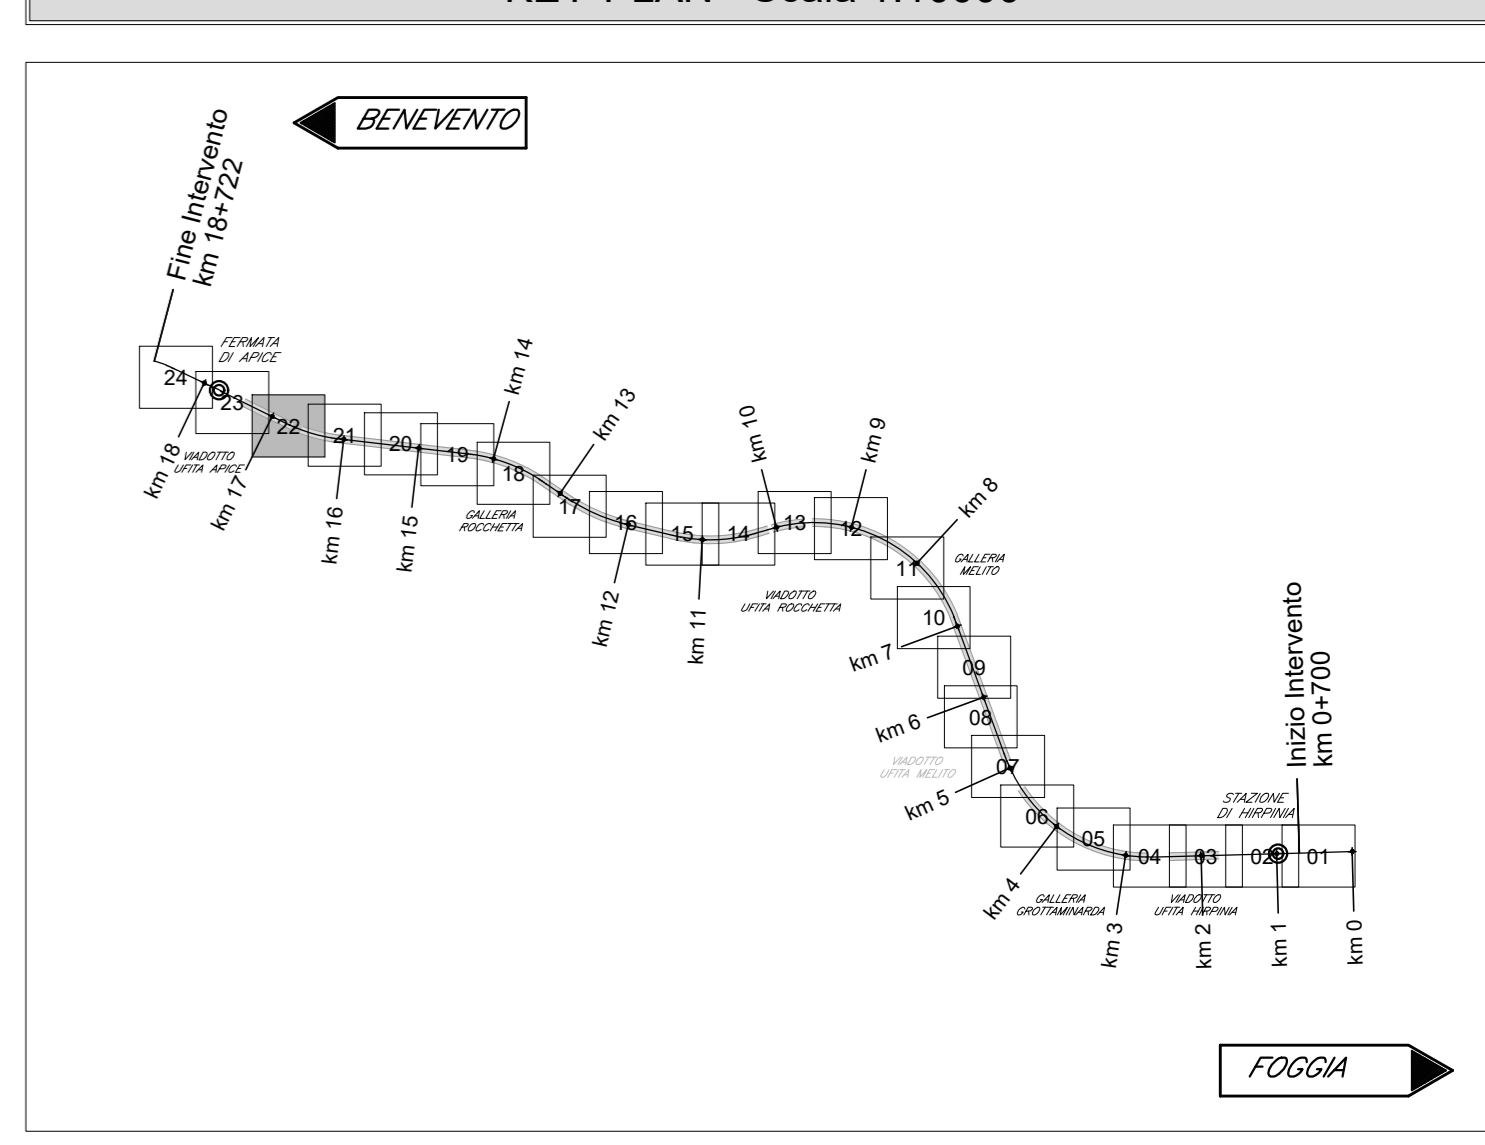 BENEVENTO
Fine Intervento
km 18+722
FERMATA
DI APICE
24
23
22
21
20
19
18
17
16
15
14
13
12
11
10
09
08
07
06
05
04
03
02
01
km 18
VIADOTTO
UFITA APICE
km 17
km 16
km 15
km 14
GALLERIA
ROCCHETTA
km 13
km 12
km 11
km 10
VIADOTTO
UFITA ROCCHETTA
km 9
km 8
GALLERIA
MELITO
km 7
km 6
VIADOTTO
UFITA MELITO
km 5
km 4
GALLERIA
GROTTAMINARDA
km 3
VIADOTTO
UFITA HIRPINIA
km 2
km 1
km 0
STAZIONE
DI HIRPINIA
Inizio Intervento
km 0+700
FOGGIA